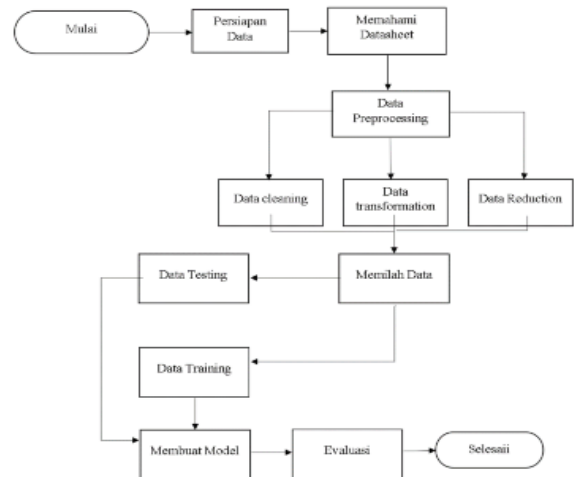 Mulai
Persiapan
Data
Memahami
Datasheet
Data
Preprocessing
Data cleaning
Data
transformation
Data Reduction
Data Testing
Memilah Data
Data Training
Membuat Model
Evaluasi
Selesaii